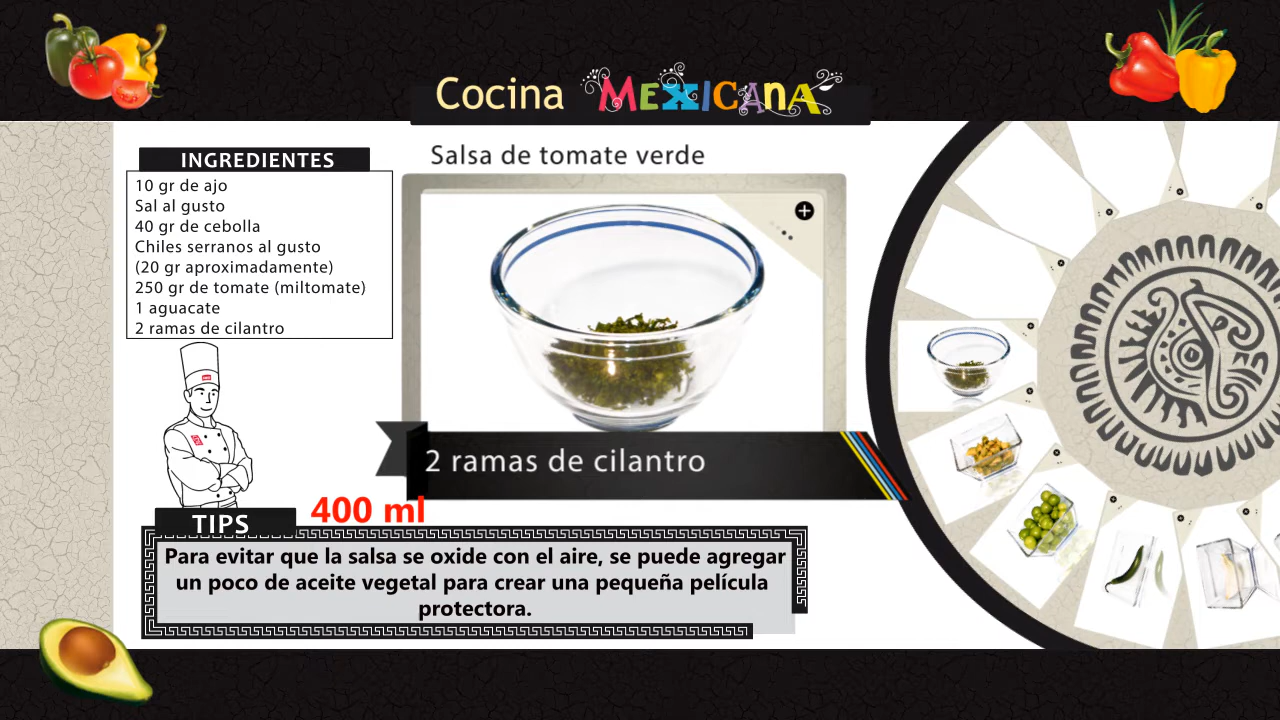 Cocina MEXICANA
INGREDIENTES
10 gr de ajo
Sal al gusto
40 gr de cebolla
Chiles serranos al gusto
(20 gr aproximadamente)
250 gr de tomate (miltomate)
1 aguacate
2 ramas de cilantro
Salsa de tomate verde
2 ramas de cilantro
400 ml
TIPS
Para evitar que la salsa se oxide con el aire, se puede agregar
un poco de aceite vegetal para crear una pequeña película
protectora.